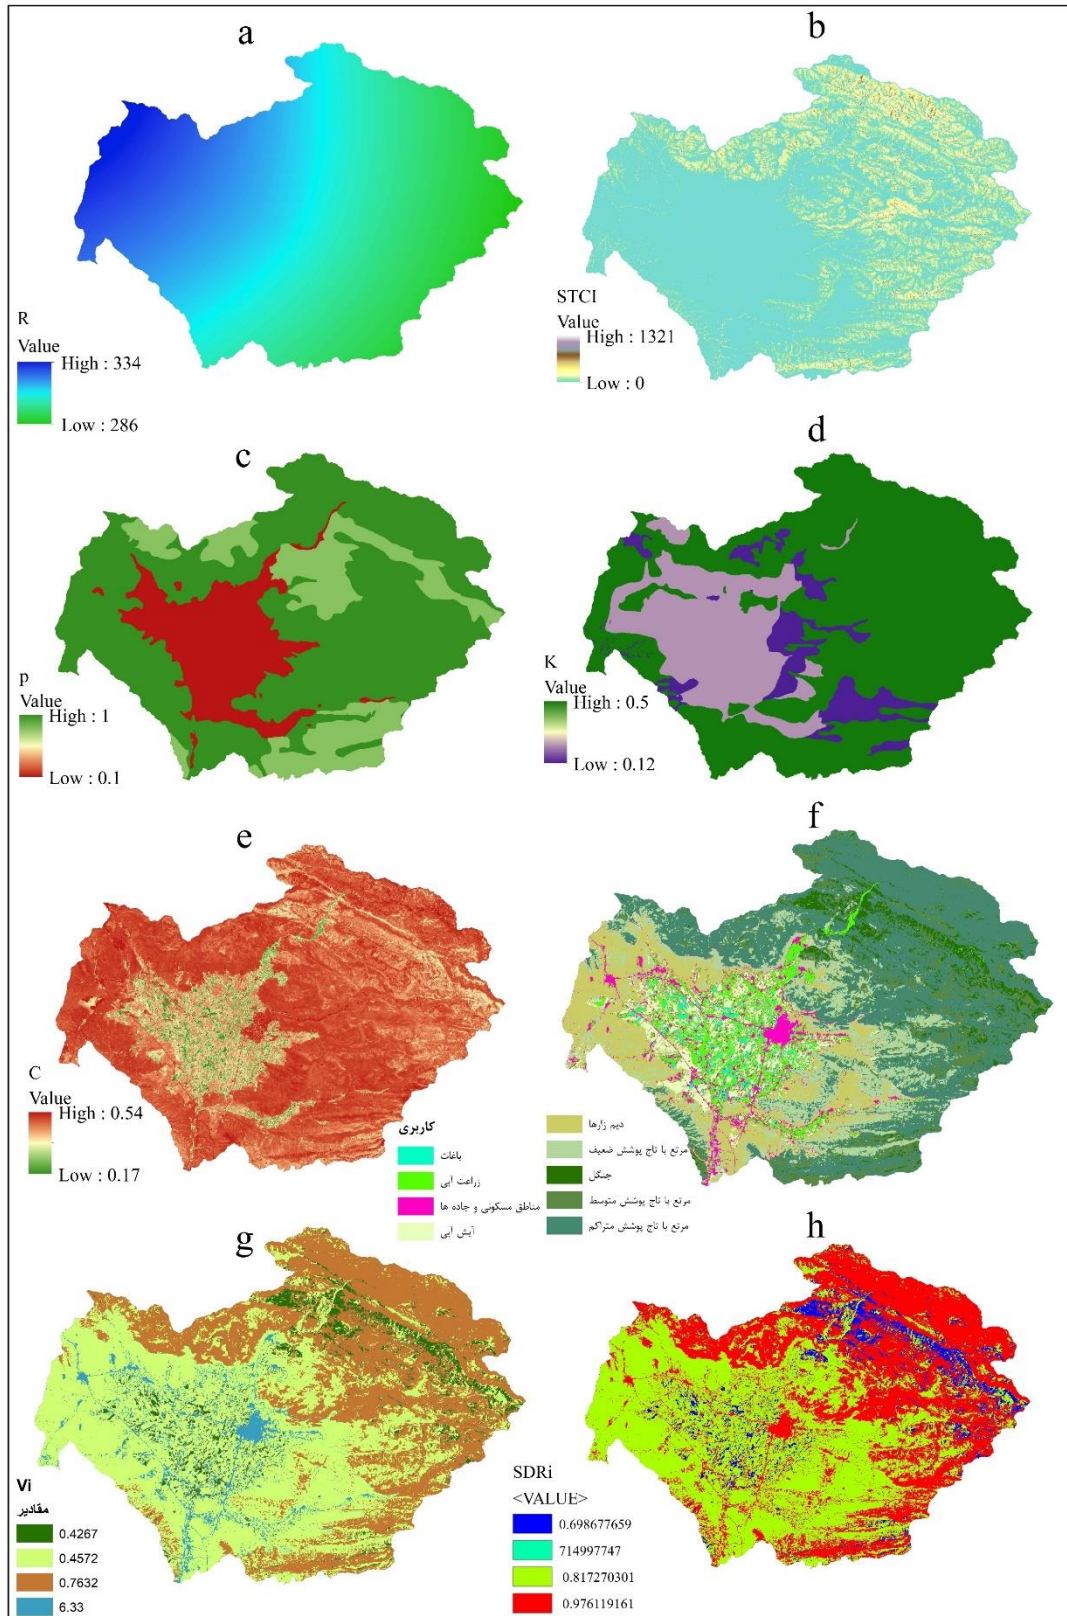 a
R
Value
High : 334
Low : 286
b
STCI
Value
High : 1321
Low : 0
c
p
Value
High : 1
Low : 0.1
d
K
Value
High : 0.5
Low : 0.12
e
C
Value
High : 0.54
Low : 0.17
f
کاربری
باغات
زراعت آبی
مناطق مسکونی و جاده ها
آیش آبی
دیم زارها
مرتع با تاج پوشش ضعیف
جنگل
مرتع با تاج پوشش متوسط
مرتع با تاج پوشش متراکم
g
Vi
مقادیر
0.4267
0.4572
0.7632
6.33
h
SDRi
<VALUE>
0.698677659
714997747
0.817270301
0.976119161